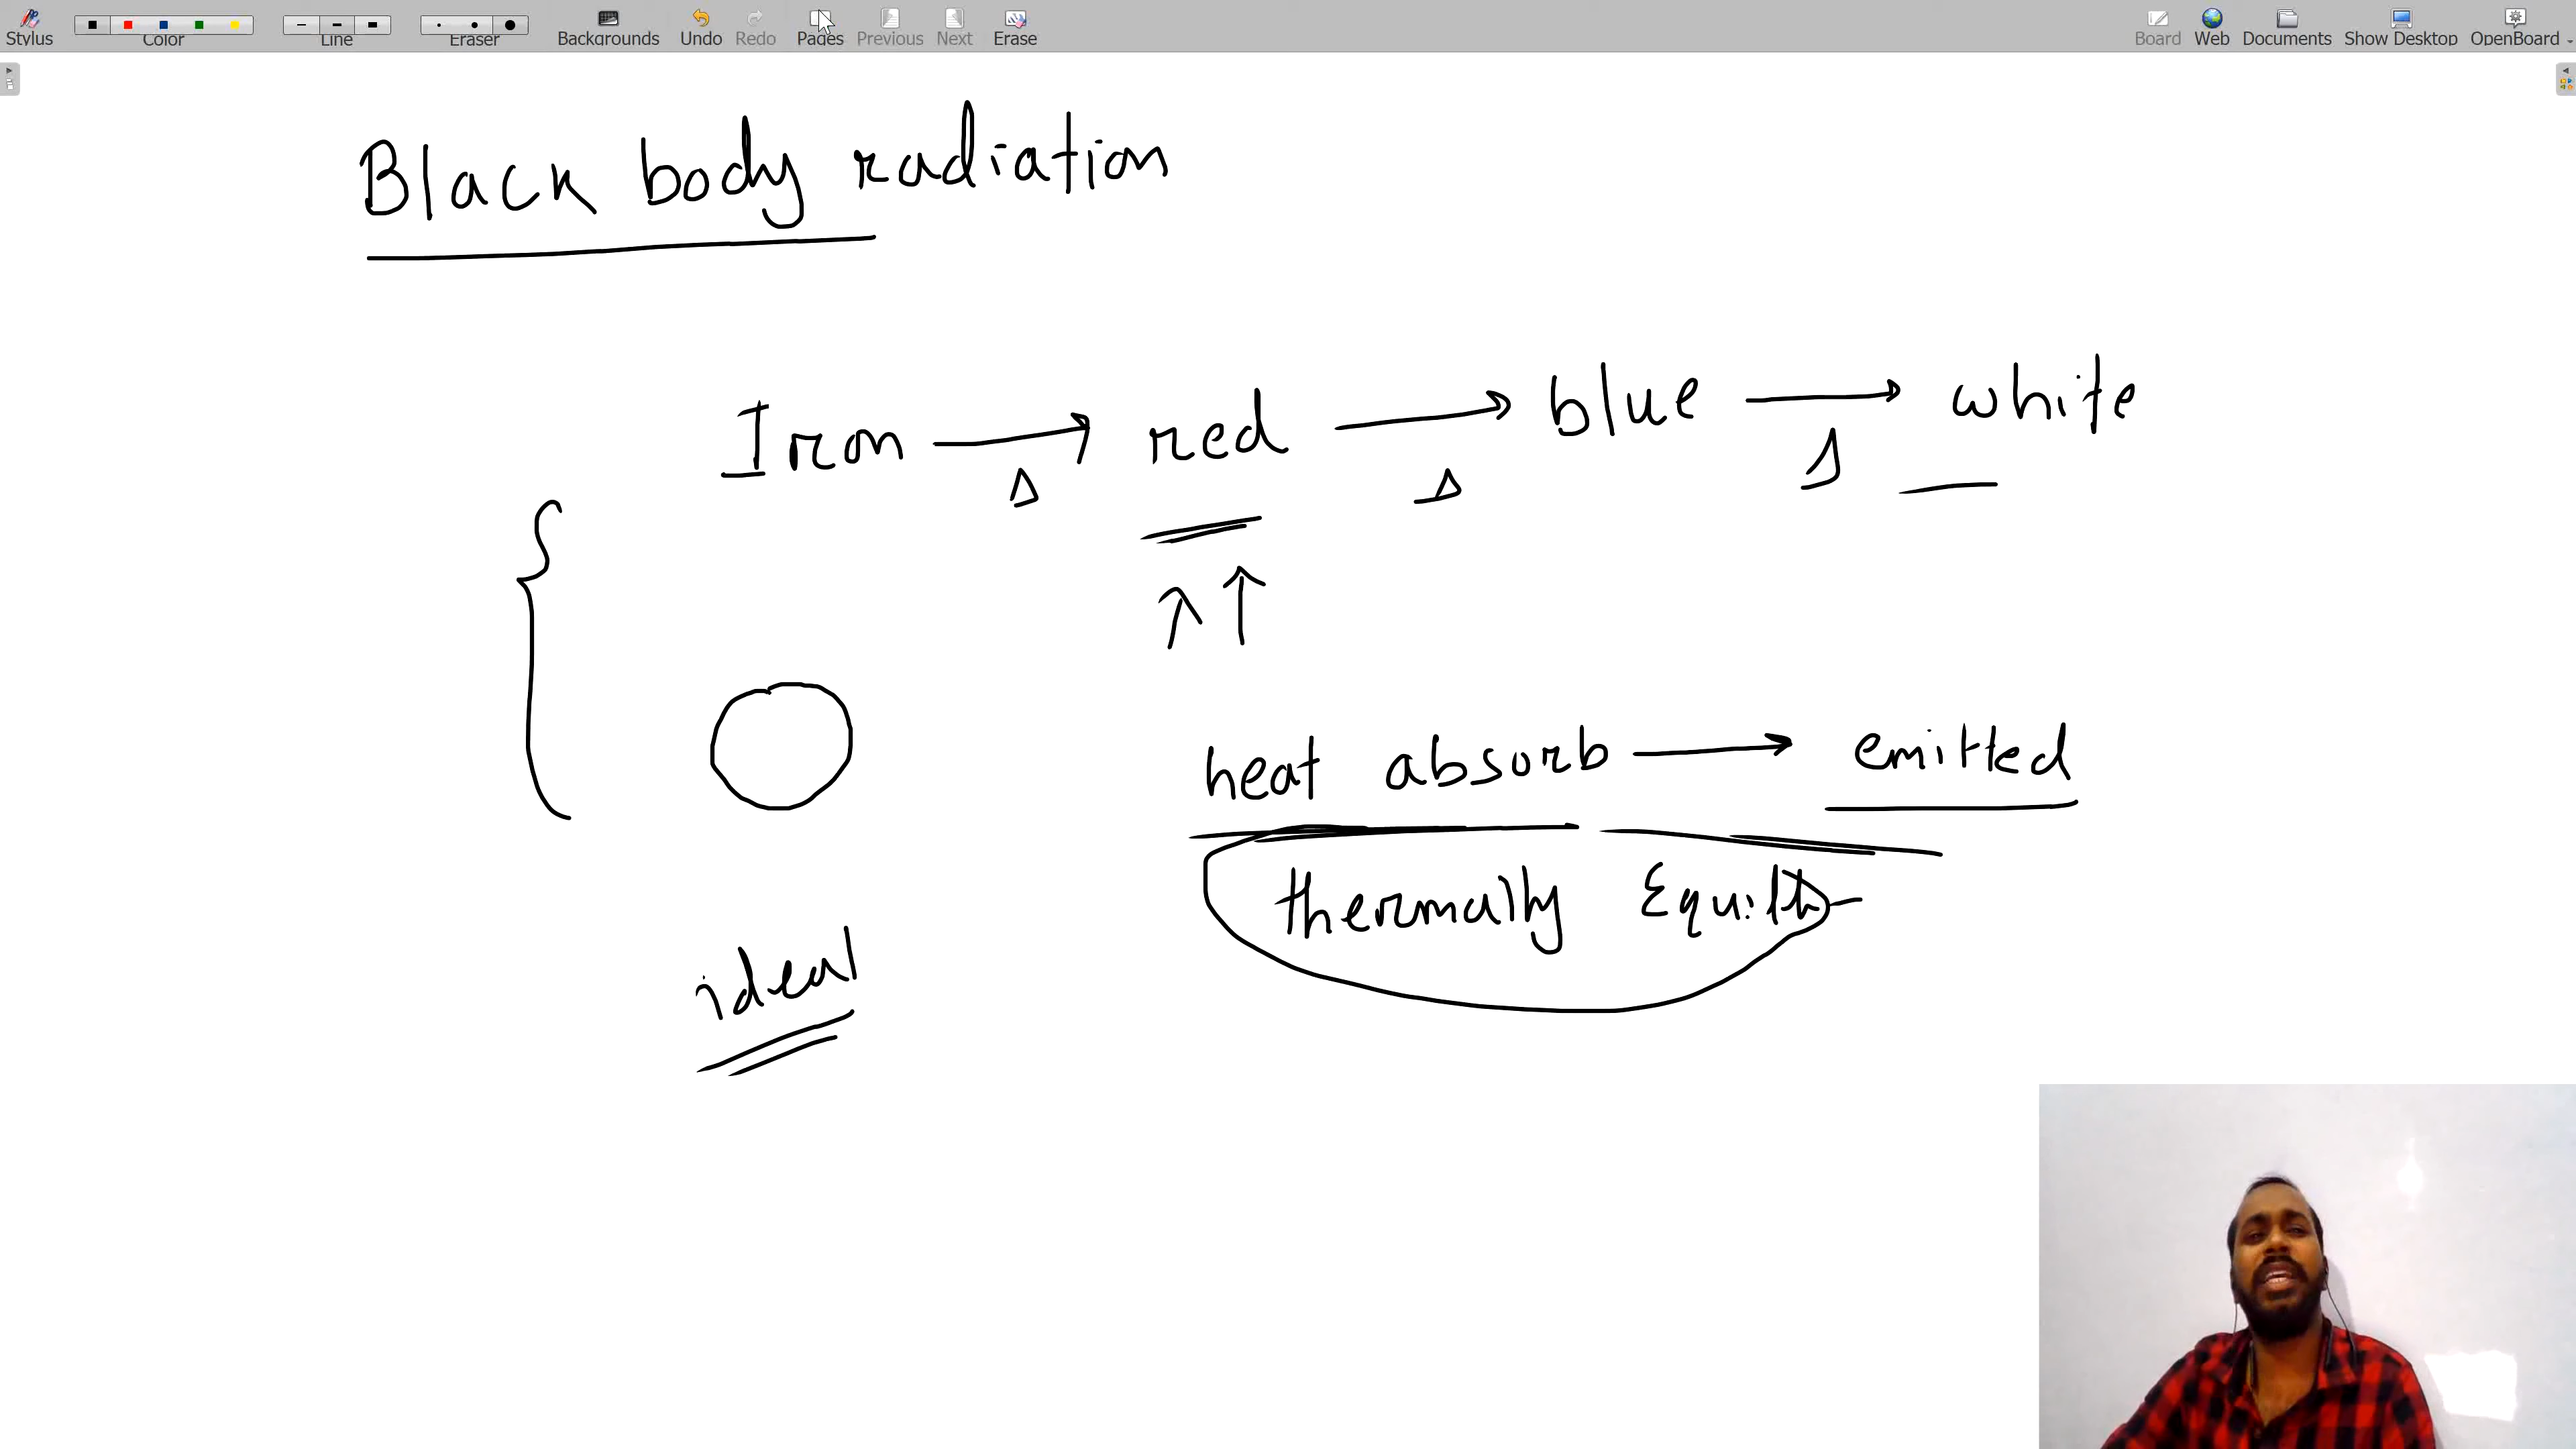 Stylus Color Line Eraser Backgrounds Undo Redo Pages Previous Next Erase Board Web Documents Show Desktop OpenBoard
Black body radiation
Iron → red → blue → white
Δ Δ Δ
heat absorb → emitted
thermally
ideal